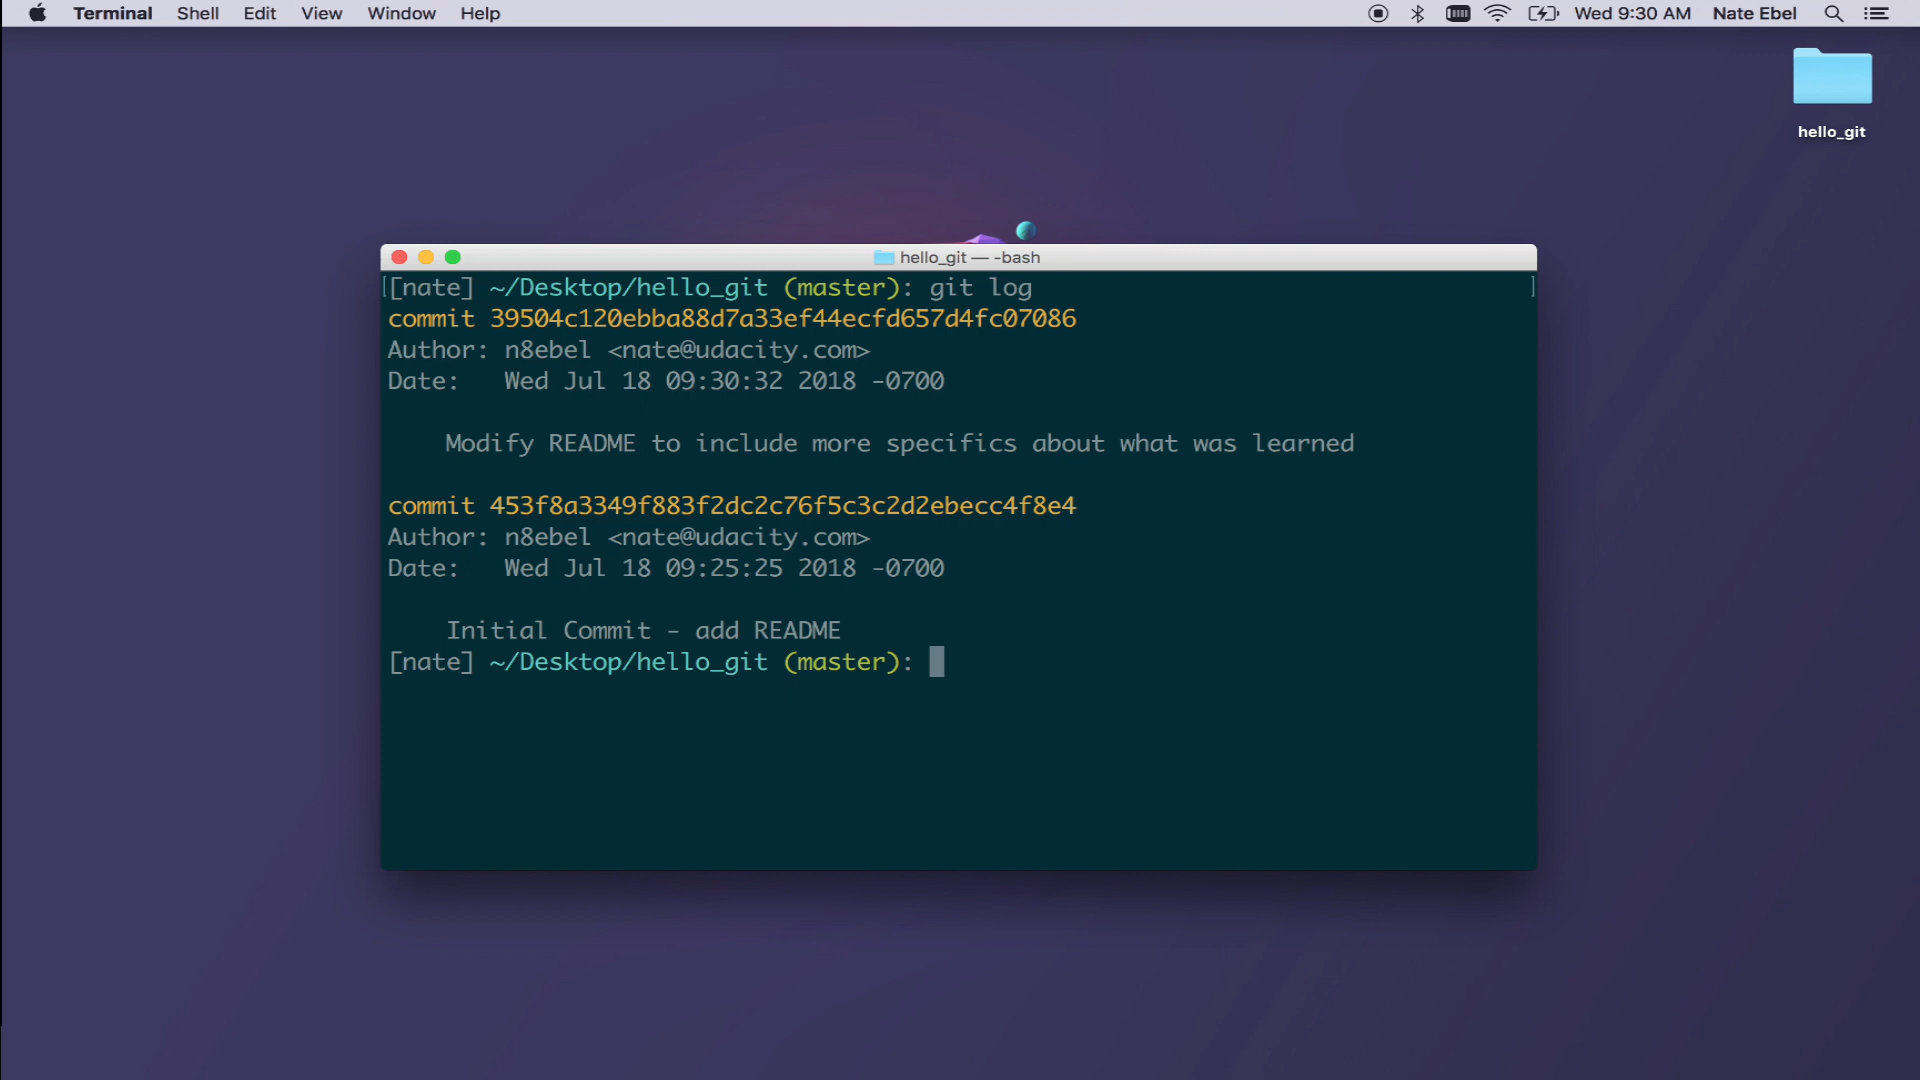 Terminal Shell Edit View Window Help Wed 9:30 AM Nate Ebel
hello_git
hello_git — -bash
[[nate] ~/Desktop/hello_git (master): git log ]
commit 39504c120ebba88d7a33ef44ecfd657d4fc07086
Author: n8ebel <nate@udacity.com>
Date:   Wed Jul 18 09:30:32 2018 -0700
Modify README to include more specifics about what was learned
commit 453f8a3349f883f2dc2c76f5c3c2d2ebecc4f8e4
Author: n8ebel <nate@udacity.com>
Date:   Wed Jul 18 09:25:25 2018 -0700
Initial Commit - add README
[nate] ~/Desktop/hello_git (master):